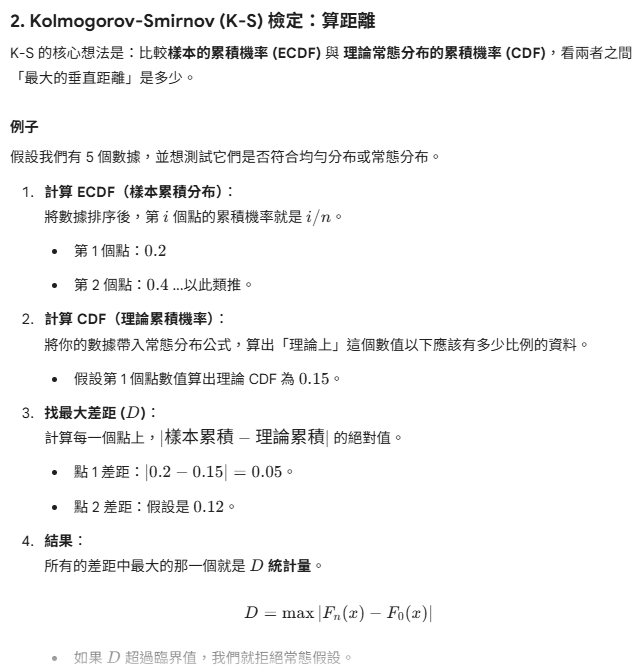 2. Kolmogorov-Smirnov (K-S) 檢定：算距離
K-S 的核心想法是：比較樣本的累積機率 (ECDF) 與 理論常態分布的累積機率 (CDF)，看兩者之間
「最大的垂直距離」是多少。
例子
假設我們有 5 個數據，並想測試它們是否符合均勻分布或常態分布。
1. 計算 ECDF（樣本累積分布）：
將數據排序後，第 i 個點的累積機率就是 i/n。
• 第 1 個點：0.2
• 第 2 個點：0.4 ...以此類推。
2. 計算 CDF（理論累積機率）：
將你的數據帶入常態分布公式，算出「理論上」這個數值以下應該有多少比例的資料。
• 假設第 1 個點數值算出理論 CDF 為 0.15。
3. 找最大差距 (D)：
計算每一個點上，|樣本累積 − 理論累積| 的絕對值。
• 點 1 差距：|0.2 − 0.15| = 0.05。
• 點 2 差距：假設是 0.12。
4. 結果：
所有的差距中最大的那一個就是 D 統計量。
D = max |Fₙ(x) − F₀(x)|
• 如果 D 超過臨界值，我們就拒絕常態假設。